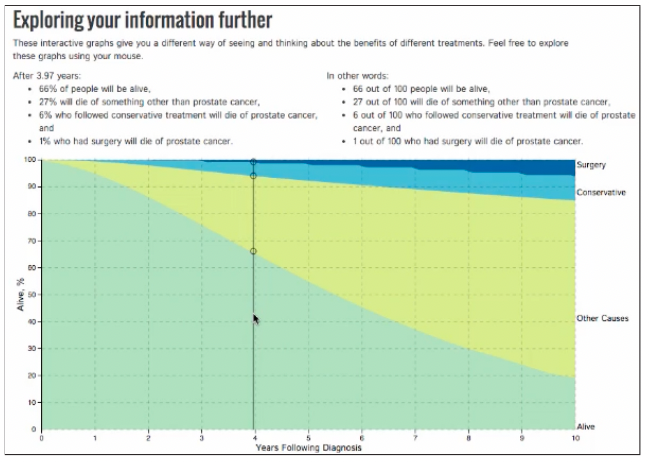 Exploring your information further
These interactive graphs give you a different way of seeing and thinking about the benefits of different treatments. Feel free to explore
these graphs using your mouse.
After 3.97 years:
• 66% of people will be alive,
• 27% will die of something other than prostate cancer,
• 6% who followed conservative treatment will die of prostate cancer,
and
• 1% who had surgery will die of prostate cancer.
In other words:
• 66 out of 100 people will be alive,
• 27 out of 100 will die of something other than prostate cancer,
• 6 out of 100 who followed conservative treatment will die of prostate
cancer, and
• 1 out of 100 who had surgery will die of prostate cancer.
100
90
80
70
60
50
40
30
20
10
0
Alive, %
Surgery
Conservative
Other Causes
Alive
0 1 2 3 4 5 6 7 8 9 10
Years Following Diagnosis